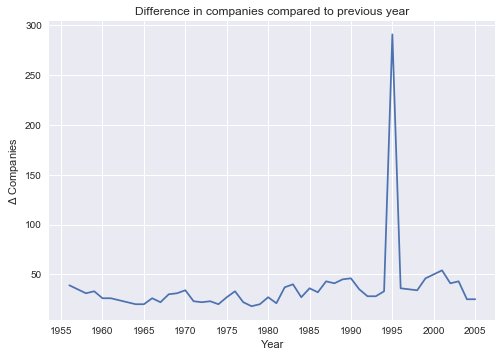 Difference in companies compared to previous year
300
250
200
150
100
50
Δ Companies
1955 1960 1965 1970 1975 1980 1985 1990 1995 2000 2005
Year